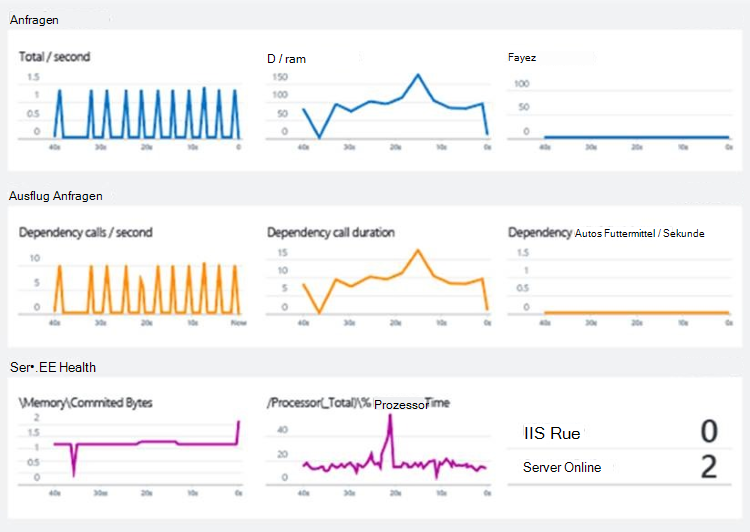 Anfragen
Total / second
1.5
1
0.5
0
40s 30s 20s 10s 0
D / ram
150
100
50
0
40s 30s 20s 10s 0s
Fayez
100
50
0
40s 30s 20s 10s 0s
Ausflug Anfragen
Dependency calls / second
10
5
0
40s 30s 20s 10s Now
Dependency call duration
15
10
5
0
40s 30s 20s 10s 0s
Dependency Autos Futtermittel / Sekunde
1.5
1
0.5
0
40s 30s 20s 10s 0s
Ser•.EE Health
\Memory\Commited Bytes
2
1.5
1
0.5
0
40s 30s 20s 10s 0s
/Processor(_Total)\% Prozessor Time
40
20
0
40s 30s 20s 10s 0s
IIS Rue 0
Server Online 2